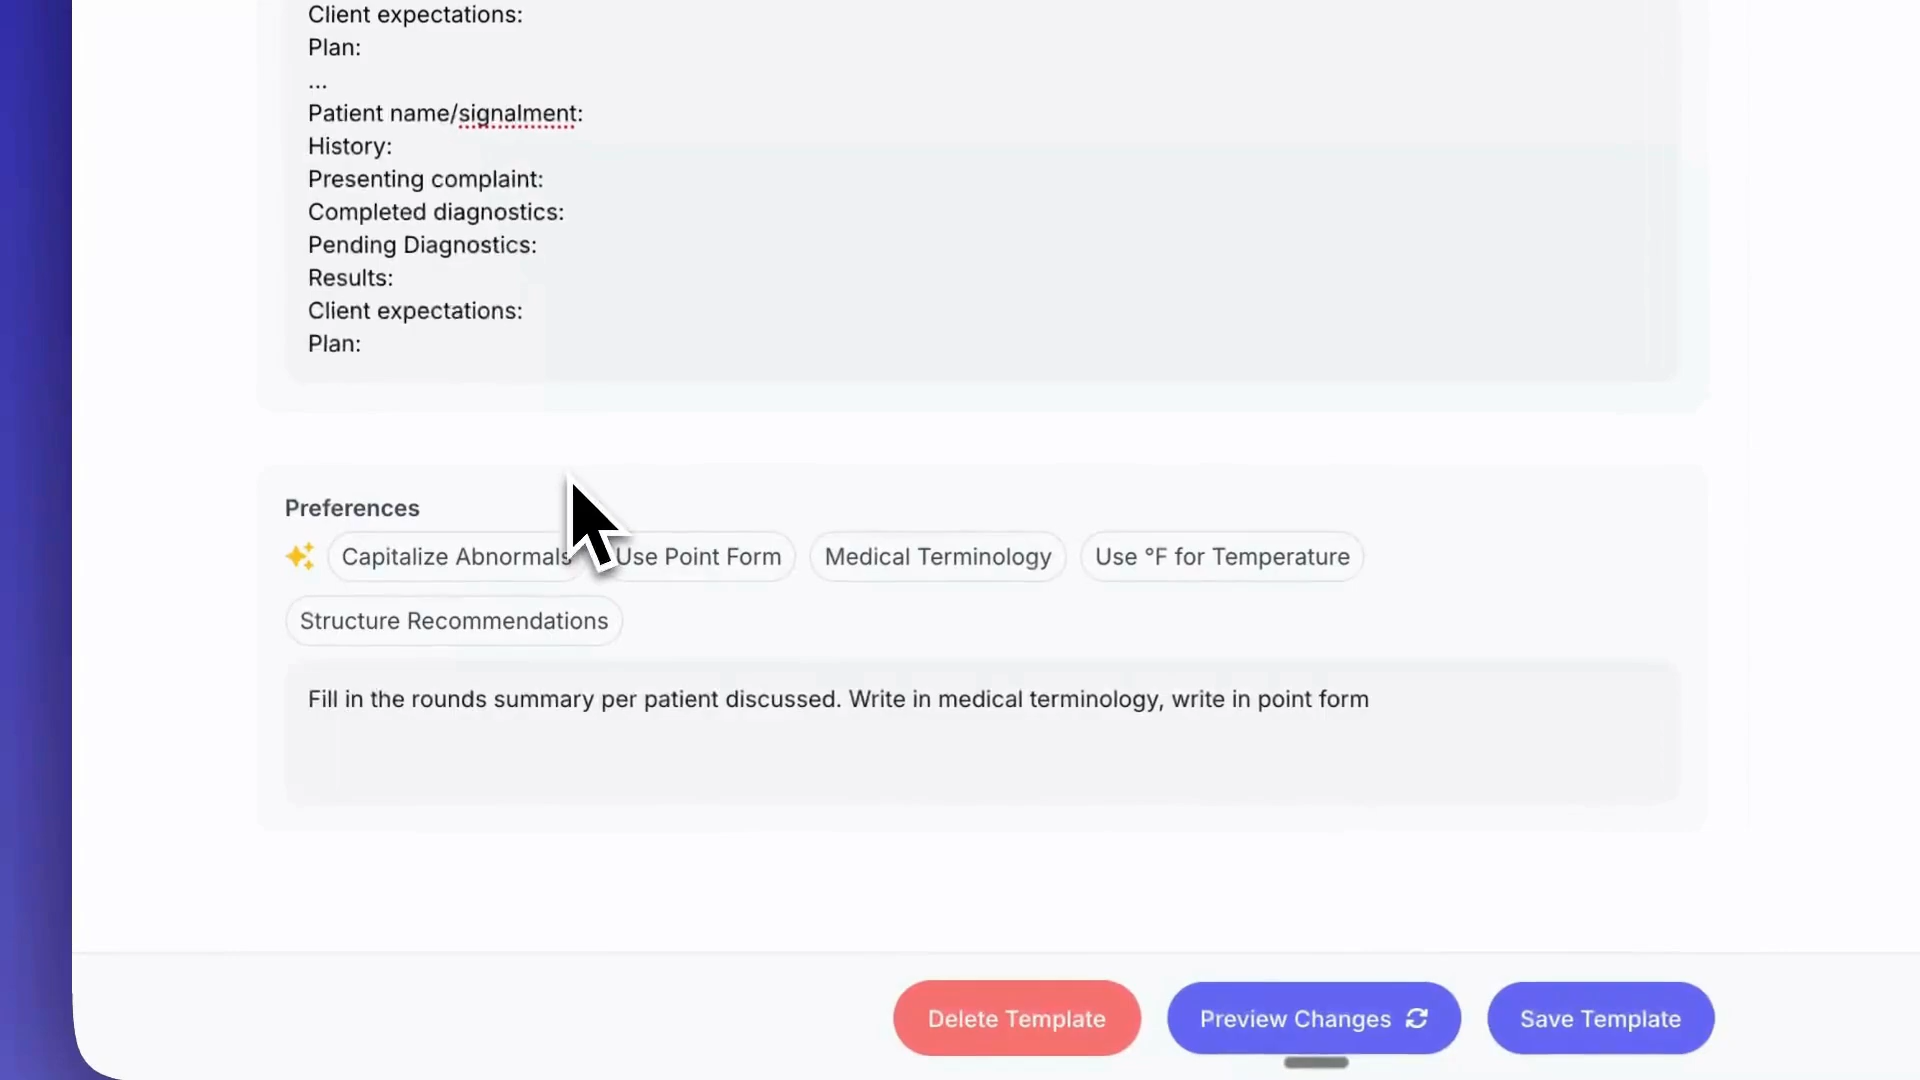 Client expectations:
Plan:
...
Patient name/signalment:
History:
Presenting complaint:
Completed diagnostics:
Pending Diagnostics:
Results:
Client expectations:
Plan:
Preferences
Capitalize Abnormals Use Point Form Medical Terminology Use °F for Temperature
Structure Recommendations
Fill in the rounds summary per patient discussed. Write in medical terminology, write in point form
Delete Template Preview Changes Save Template